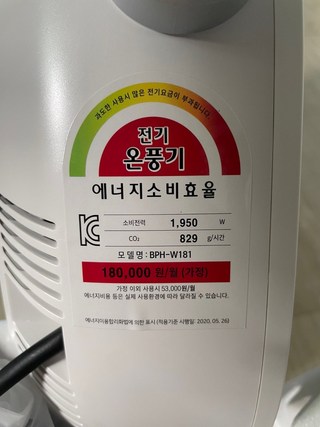 과도한 사용시 많은 전기요금이 부과됩니다
전기
온풍기
에너지소비효율
소비전력 1,950 W
CO₂ 829 g/시간
모델명 : BPH-W181
180,000 원/월 (가정)
가정 이외 사용시 53,000원/월
에너지비용 등은 실제 사용환경에 따라 달라질 수 있습니다.
에너지이용합리화법에 의한 표시 (적용기준 시행일: 2020. 05. 26)